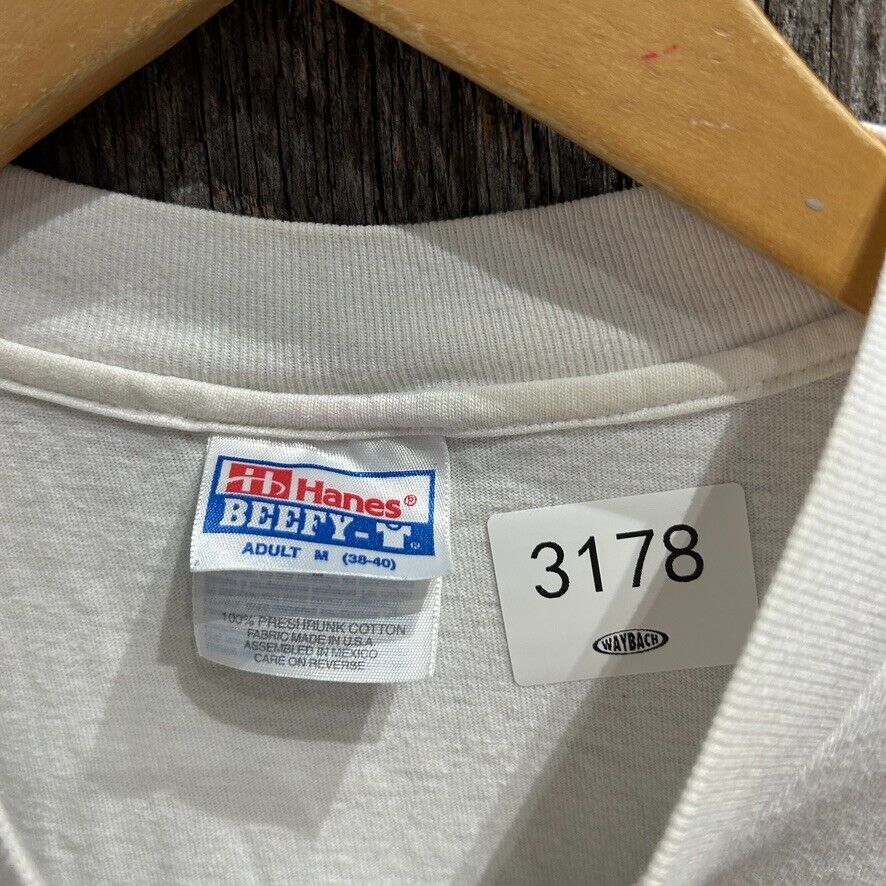 Hanes®
BEEFY-T®
ADULT M (38-40)
100% PRESHRUNK COTTON
FABRIC MADE IN U.S.A
ASSEMBLED IN MEXICO
CARE ON REVERSE
3178
WAYBACH